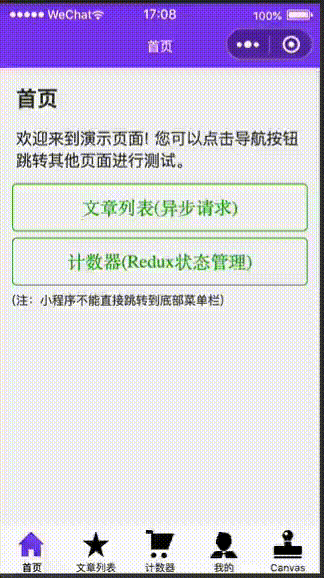 WeChat 17:08 100%
首页
首页
欢迎来到演示页面! 您可以点击导航按钮
跳转其他页面进行测试。
文章列表(异步请求)
计数器(Redux状态管理)
(注：小程序不能直接跳转到底部菜单栏)
首页 文章列表 计数器 我的 Canvas